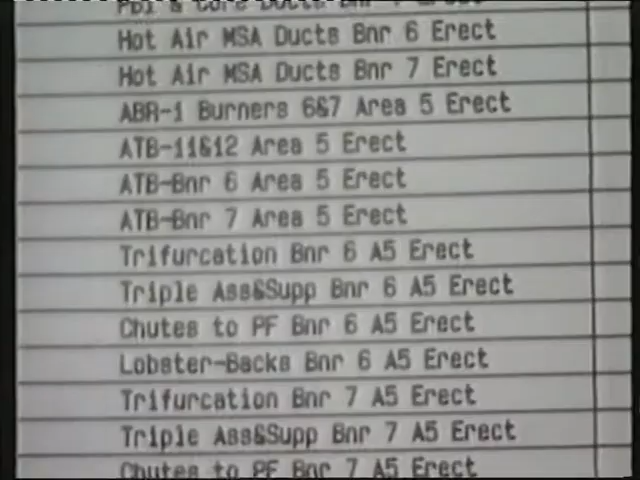 Hot Air MSA Ducts Bnr 6 Erect
Hot Air MSA Ducts Bnr 7 Erect
ABR-1 Burners 6&7 Area 5 Erect
ATB-11&12 Area 5 Erect
ATB-Bnr 6 Area 5 Erect
ATB-Bnr 7 Area 5 Erect
Trifurcation Bnr 6 A5 Erect
Triple Ass&Supp Bnr 6 A5 Erect
Chutes to PF Bnr 6 A5 Erect
Lobster-Backs Bnr 6 A5 Erect
Trifurcation Bnr 7 A5 Erect
Triple Ass&Supp Bnr 7 A5 Erect
Chutes to PF Bnr 7 A5 Erect